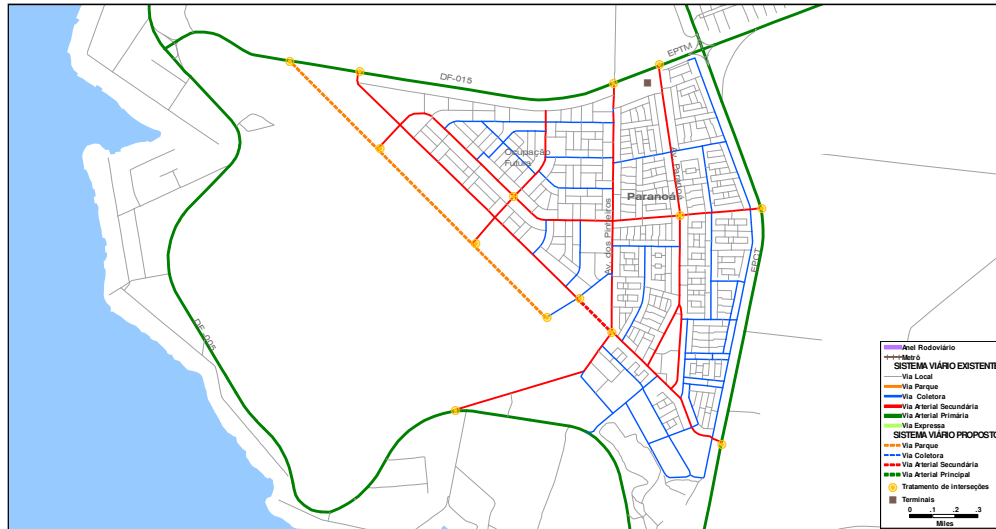 EPTM
DF-015
Ocupação
Futura
Av. Paranoá
Paranoá
Av. dos Pinheiros
EPCT
DF-005
Anel Rodoviário
Metrô
SISTEMA VIÁRIO EXISTENTE
Via Local
Via Parque
Via Coletora
Via Arterial Secundária
Via Arterial Primária
Via Expressa
SISTEMA VIÁRIO PROPOSTO
Via Parque
Via Coletora
Via Arterial Secundária
Via Arterial Principal
Tratamento de interseções
Terminais
0 .1 .2 .3
Miles